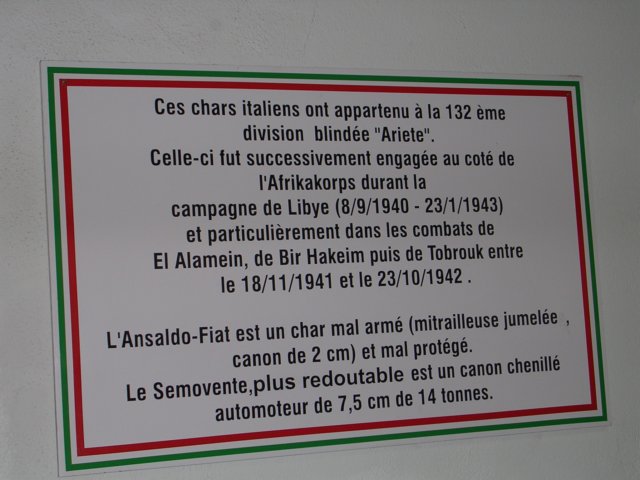 Ces chars italiens ont appartenu à la 132 ème
division blindée "Ariete".
Celle-ci fut successivement engagée au coté de
l'Afrikakorps durant la
campagne de Libye (8/9/1940 - 23/1/1943)
et particulièrement dans les combats de
El Alamein, de Bir Hakeim puis de Tobrouk entre
le 18/11/1941 et le 23/10/1942 .
L'Ansaldo-Fiat est un char mal armé (mitrailleuse jumelée ,
canon de 2 cm) et mal protégé.
Le Semovente,plus redoutable est un canon chenillé
automoteur de 7,5 cm de 14 tonnes.